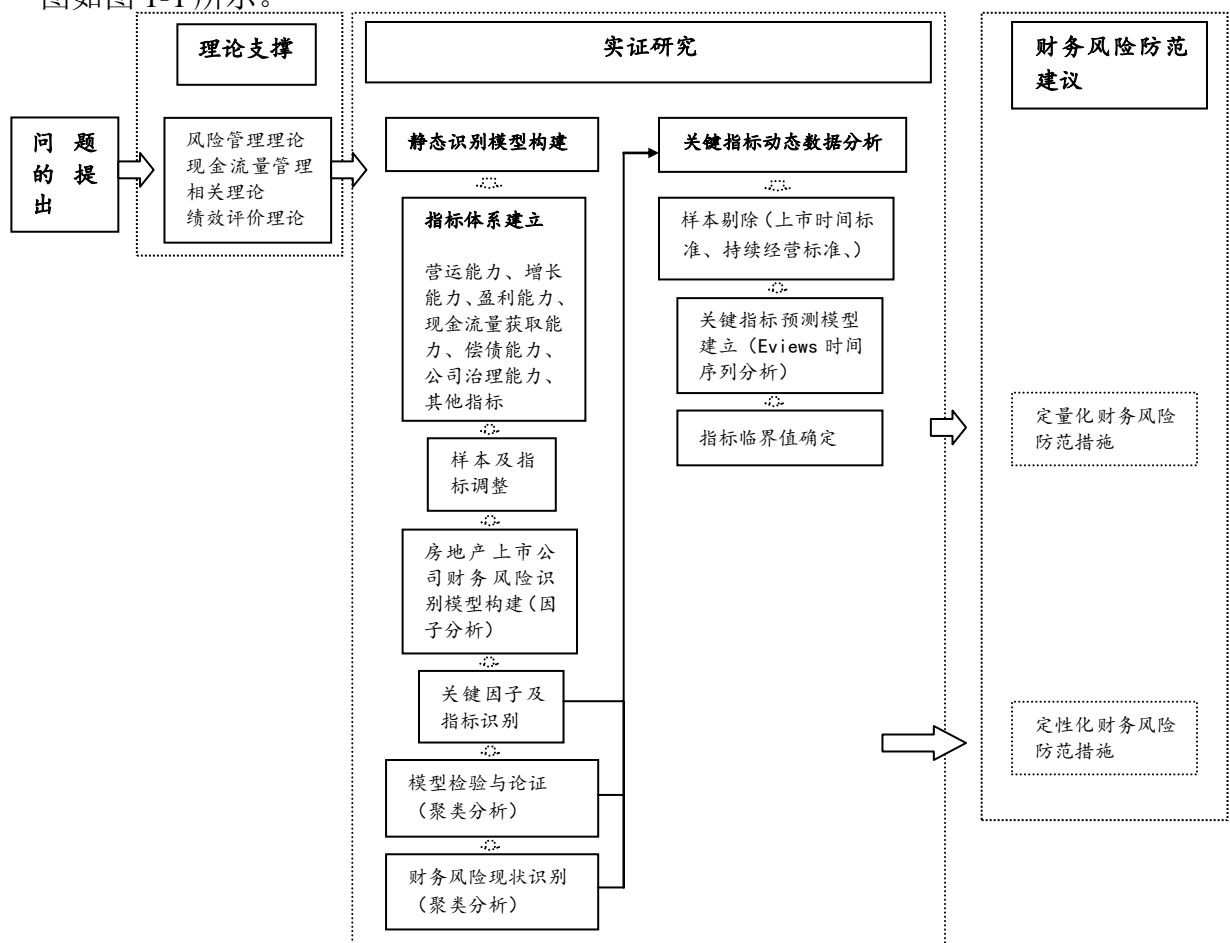 图如图 1-1 所示。
理论支撑
实证研究
财务风险防范
建议
问题
的提
出
风险管理理论
现金流量管理
相关理论
绩效评价理论
静态识别模型构建
指标体系建立
营运能力、增长
能力、盈利能力、
现金流量获取能
力、偿债能力、
公司治理能力、
其他指标
样本及指
标调整
房地产上市公
司财务风险识
别模型构建（因
子分析）
关键因子及
指标识别
模型检验与论证
（聚类分析）
财务风险现状识别
（聚类分析）
关键指标动态数据分析
样本剔除（上市时间标
准、持续经营标准、）
关键指标预测模型
建立（Eviews 时间
序列分析）
指标临界值确定
定量化财务风险
防范措施
定性化财务风险
防范措施